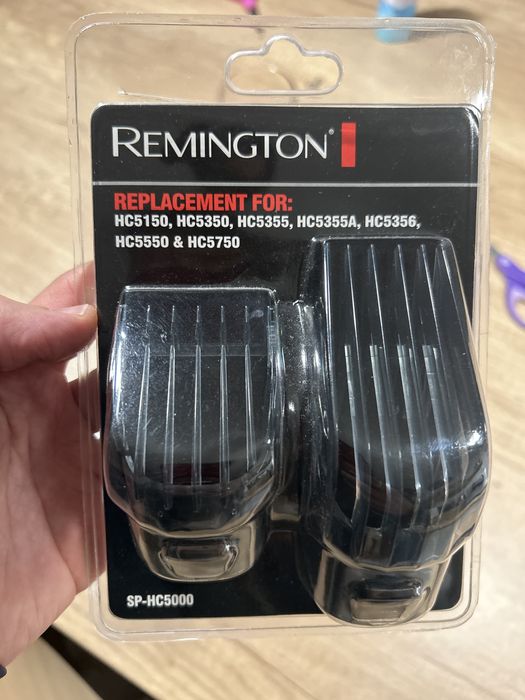 REMINGTON®
REPLACEMENT FOR:
HC5150, HC5350, HC5355, HC5355A, HC5356,
HC5550 & HC5750
SP-HC5000